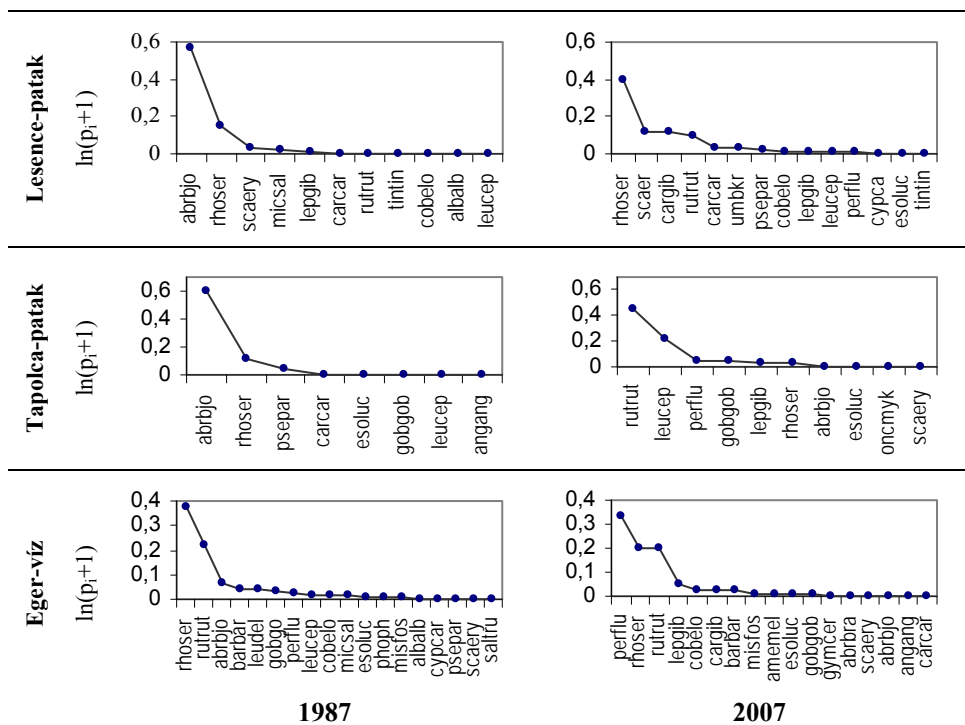 Lesence-patak
ln(pᵢ+1)
0,6
0,4
0,2
0
abrbjo
rhoser
scaery
micsal
lepgib
carcar
rutrut
tintin
cobelo
albalb
leucep
0,6
0,4
0,2
0
rhoser
scaer
cargib
rutrut
carcar
umbkr
psepar
cobelo
lepgib
leucep
perflu
cypca
esoluc
tintin
Tapolca-patak
ln(pᵢ+1)
0,6
0,4
0,2
0
abrbjo
rhoser
psepar
carcar
esoluc
gobgob
leucep
angang
0,6
0,4
0,2
0
rutrut
leucep
perflu
gobgob
lepgib
rhoser
abrbjo
esoluc
oncmyk
scaery
Eger-víz
ln(pᵢ+1)
0,4
0,3
0,2
0,1
0
rhoser
rutrut
abrbjo
barbar
leudel
gobgo
perflu
leucep
cobelo
micsal
esoluc
phoph
misfos
albalb
cypcar
psepar
scaery
saltru
0,4
0,3
0,2
0,1
0
perflu
rhoser
rutrut
lepgib
cobelo
cargib
barbar
misfos
amemel
esoluc
gobgob
gymcer
abrbra
scaery
abrbjo
angang
carcar
1987
2007